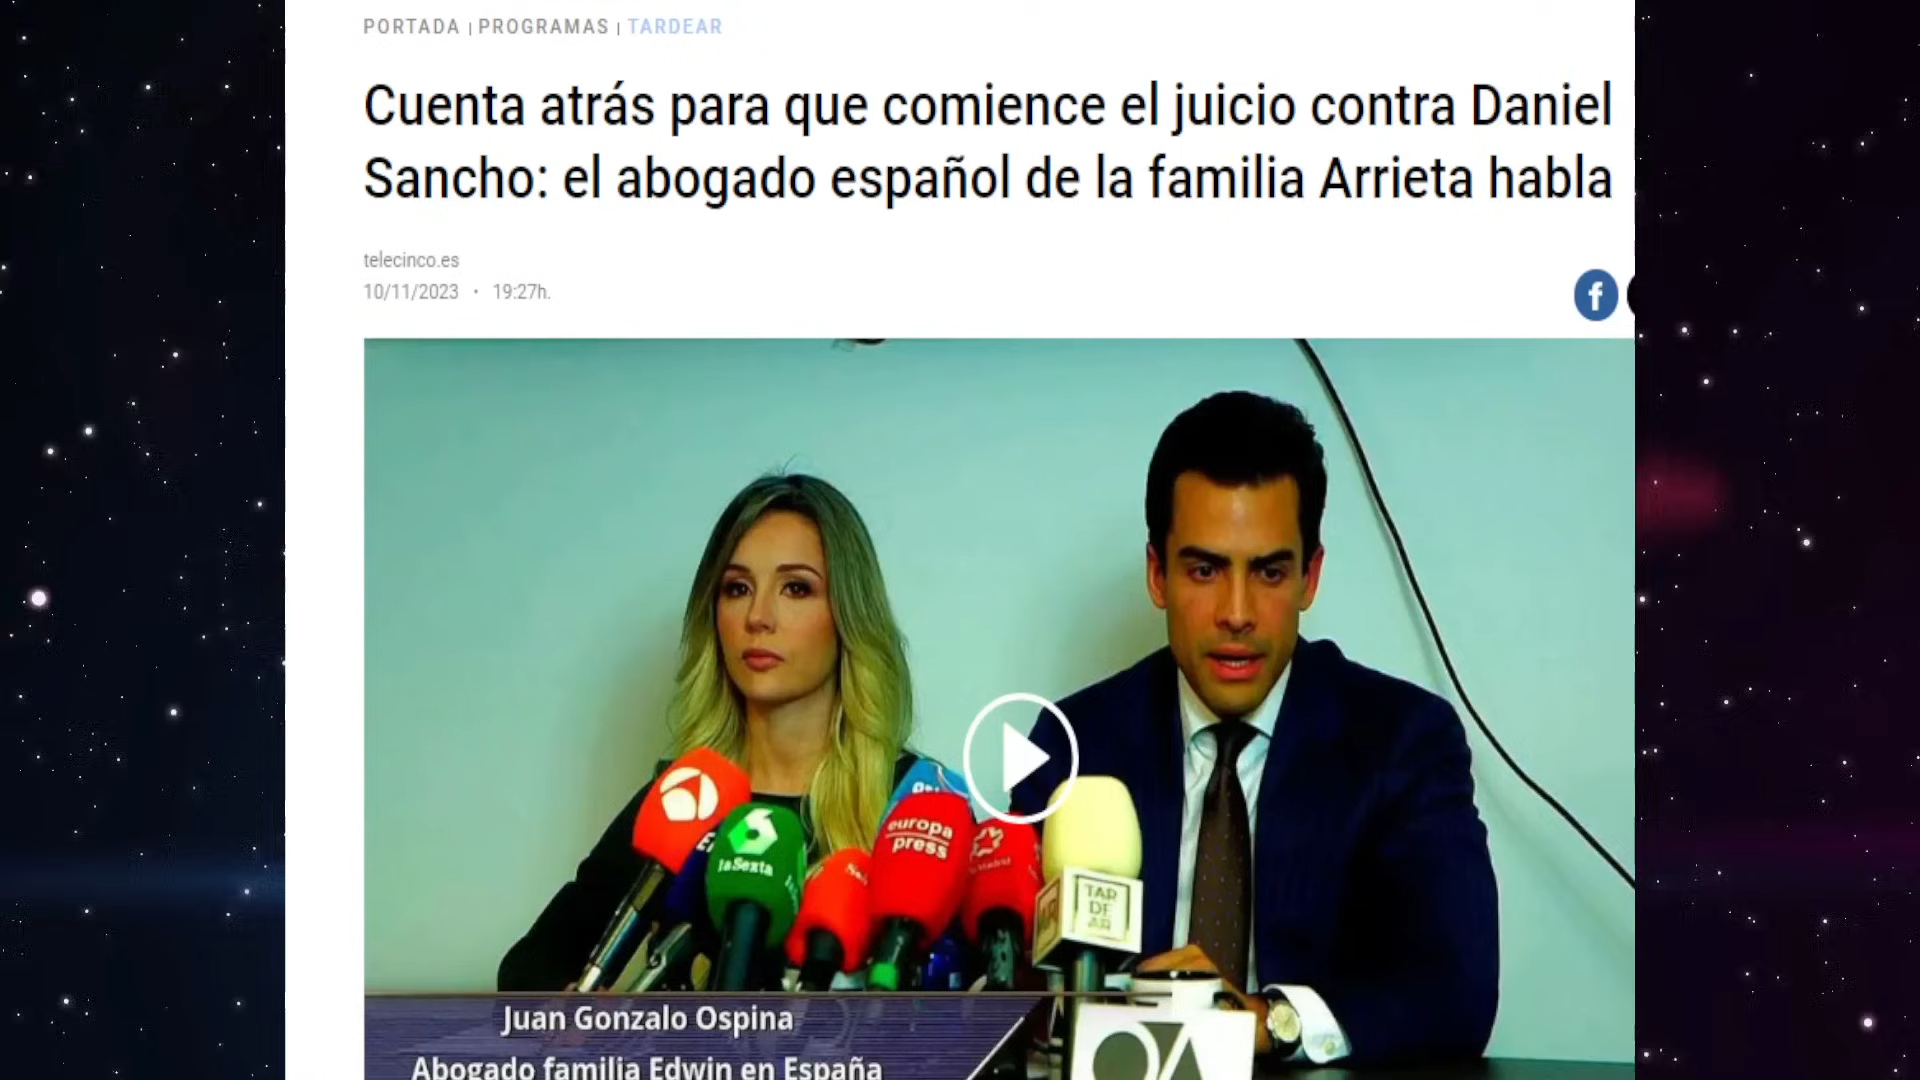 PORTADA | PROGRAMAS | TARDEAR
Cuenta atrás para que comience el juicio contra Daniel
Sancho: el abogado español de la familia Arrieta habla
telecinco.es
10/11/2023 • 19:27h.
f
laSexta
europa
press
TAR
DE
AR
Juan Gonzalo Ospina
Abogado familia Edwin en España